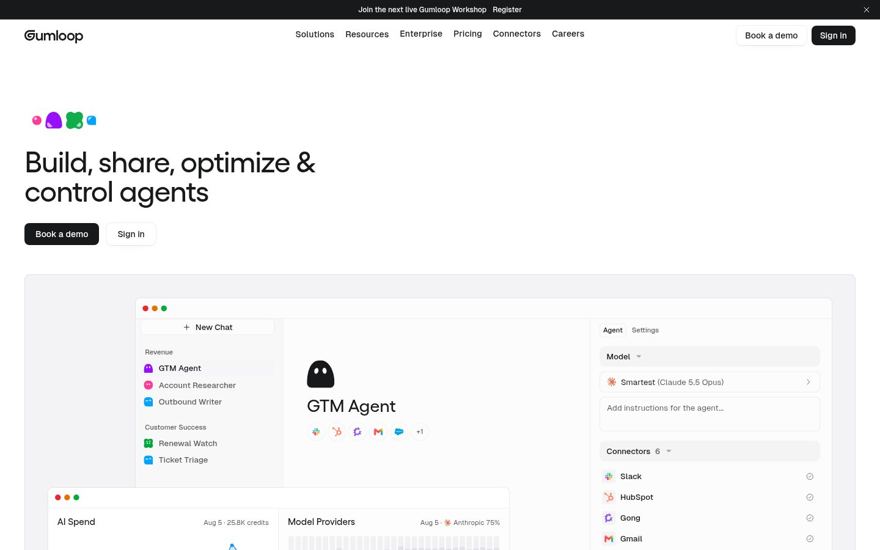 Join the next live Gumloop Workshop Register
Gumloop
Solutions Resources Enterprise Pricing Connectors Careers
Book a demo Sign in
Build, share, optimize &
control agents
Book a demo Sign in
+ New Chat
Revenue
GTM Agent
Account Researcher
Outbound Writer
Customer Success
Renewal Watch
Ticket Triage
GTM Agent
+1
Agent Settings
Model
Smartest (Claude 5.5 Opus)
Add instructions for the agent...
Connectors 6
Slack
HubSpot
Gong
Gmail
AI Spend Aug 5 · 25.8K credits
Model Providers Aug 5 · Anthropic 75%